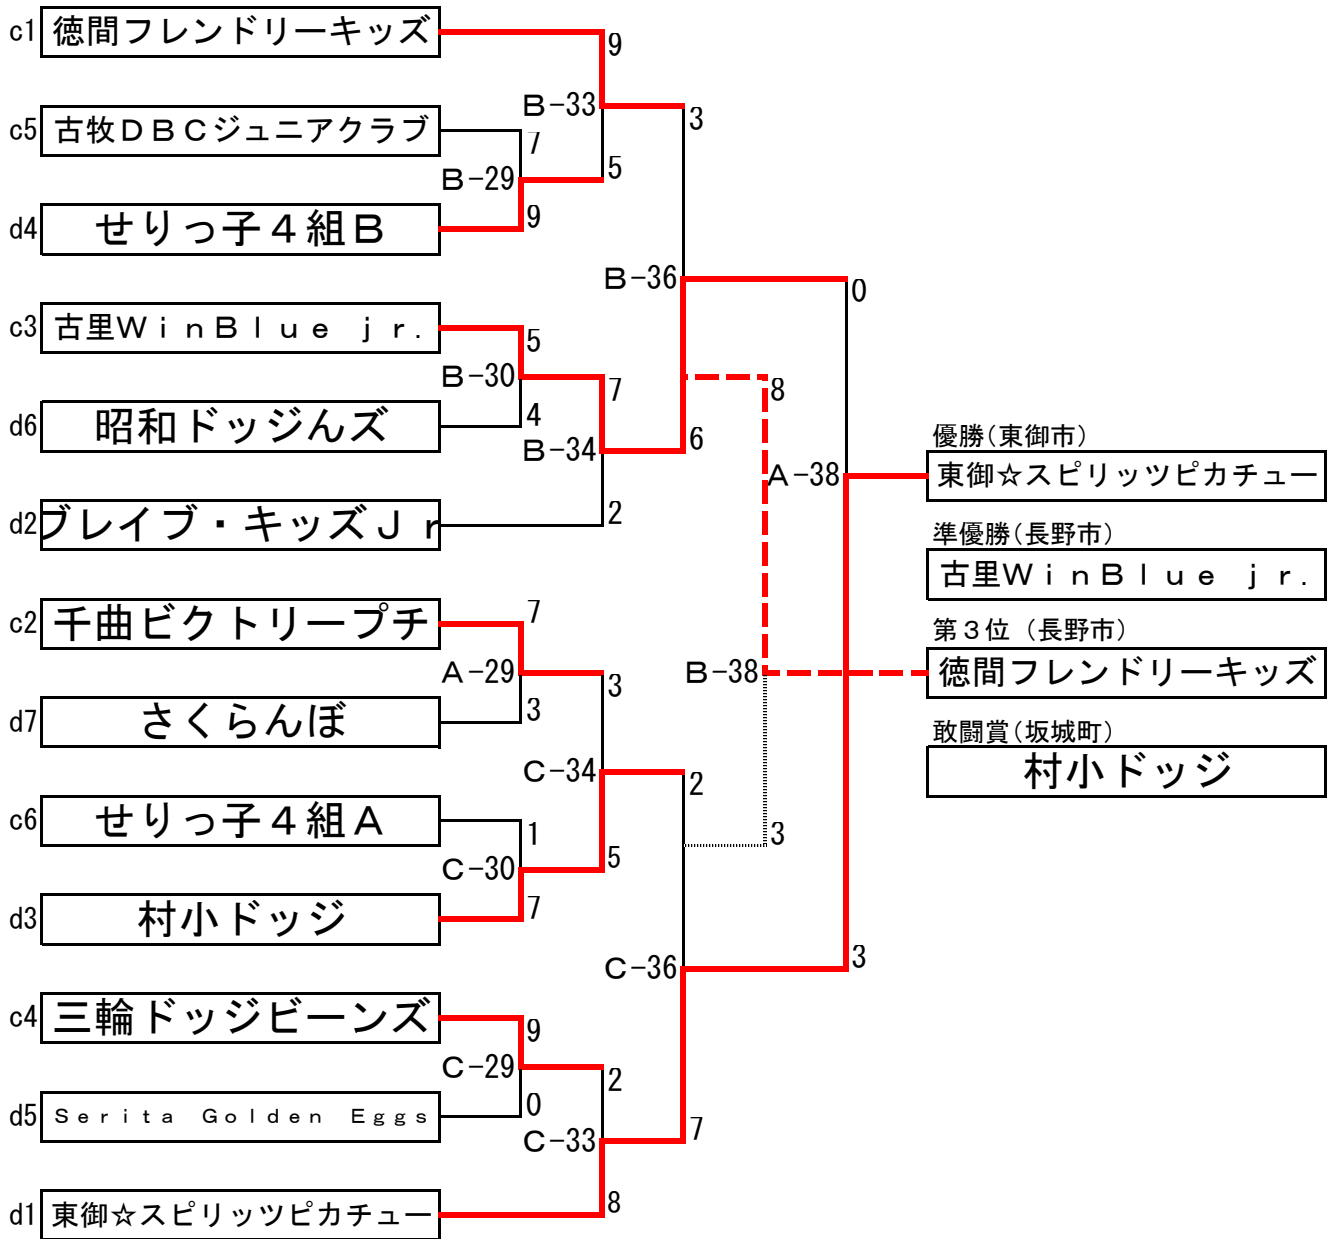 c1 徳間フレンドリーキッズ
9
B-33
3
c5 古牧DBCジュニアクラブ
7
B-29
5
d4 せりっ子4組B
9
B-36
0
c3 古里WinBlue jr.
5
B-30
7
8
d6 昭和ドッジんズ
4
B-34
6
A-38
d2 ブレイブ・キッズJr
2
c2 千曲ビクトリープチ
7
A-29
3
B-38
d7 さくらんぼ
3
C-34
2
c6 せりっ子4組A
1
3
C-30
5
d3 村小ドッジ
7
C-36
3
c4 三輪ドッジビーンズ
9
C-29
2
d5 Serita Golden Eggs
0
C-33
7
d1 東御☆スピリッツピカチュー
8
優勝(東御市)
東御☆スピリッツピカチュー
準優勝(長野市)
古里WinBlue jr.
第3位 (長野市)
徳間フレンドリーキッズ
敢闘賞(坂城町)
村小ドッジ